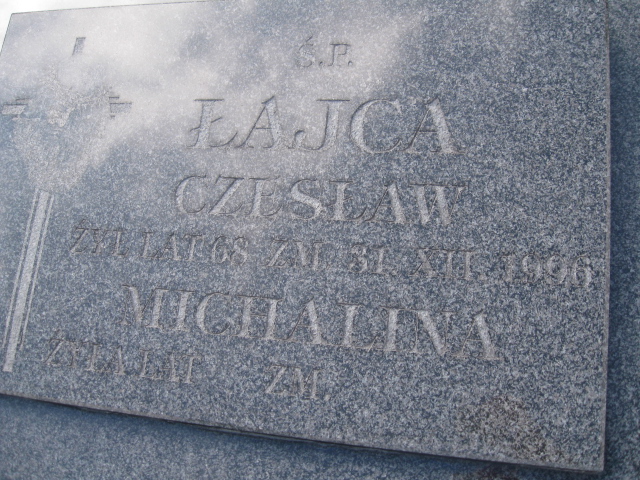 Ś.P.
ŁAJCA
CZESŁAW
ŻYŁ LAT 68 ZM. 31. XII. 1996
MICHALINA
ŻYŁA LAT ZM.